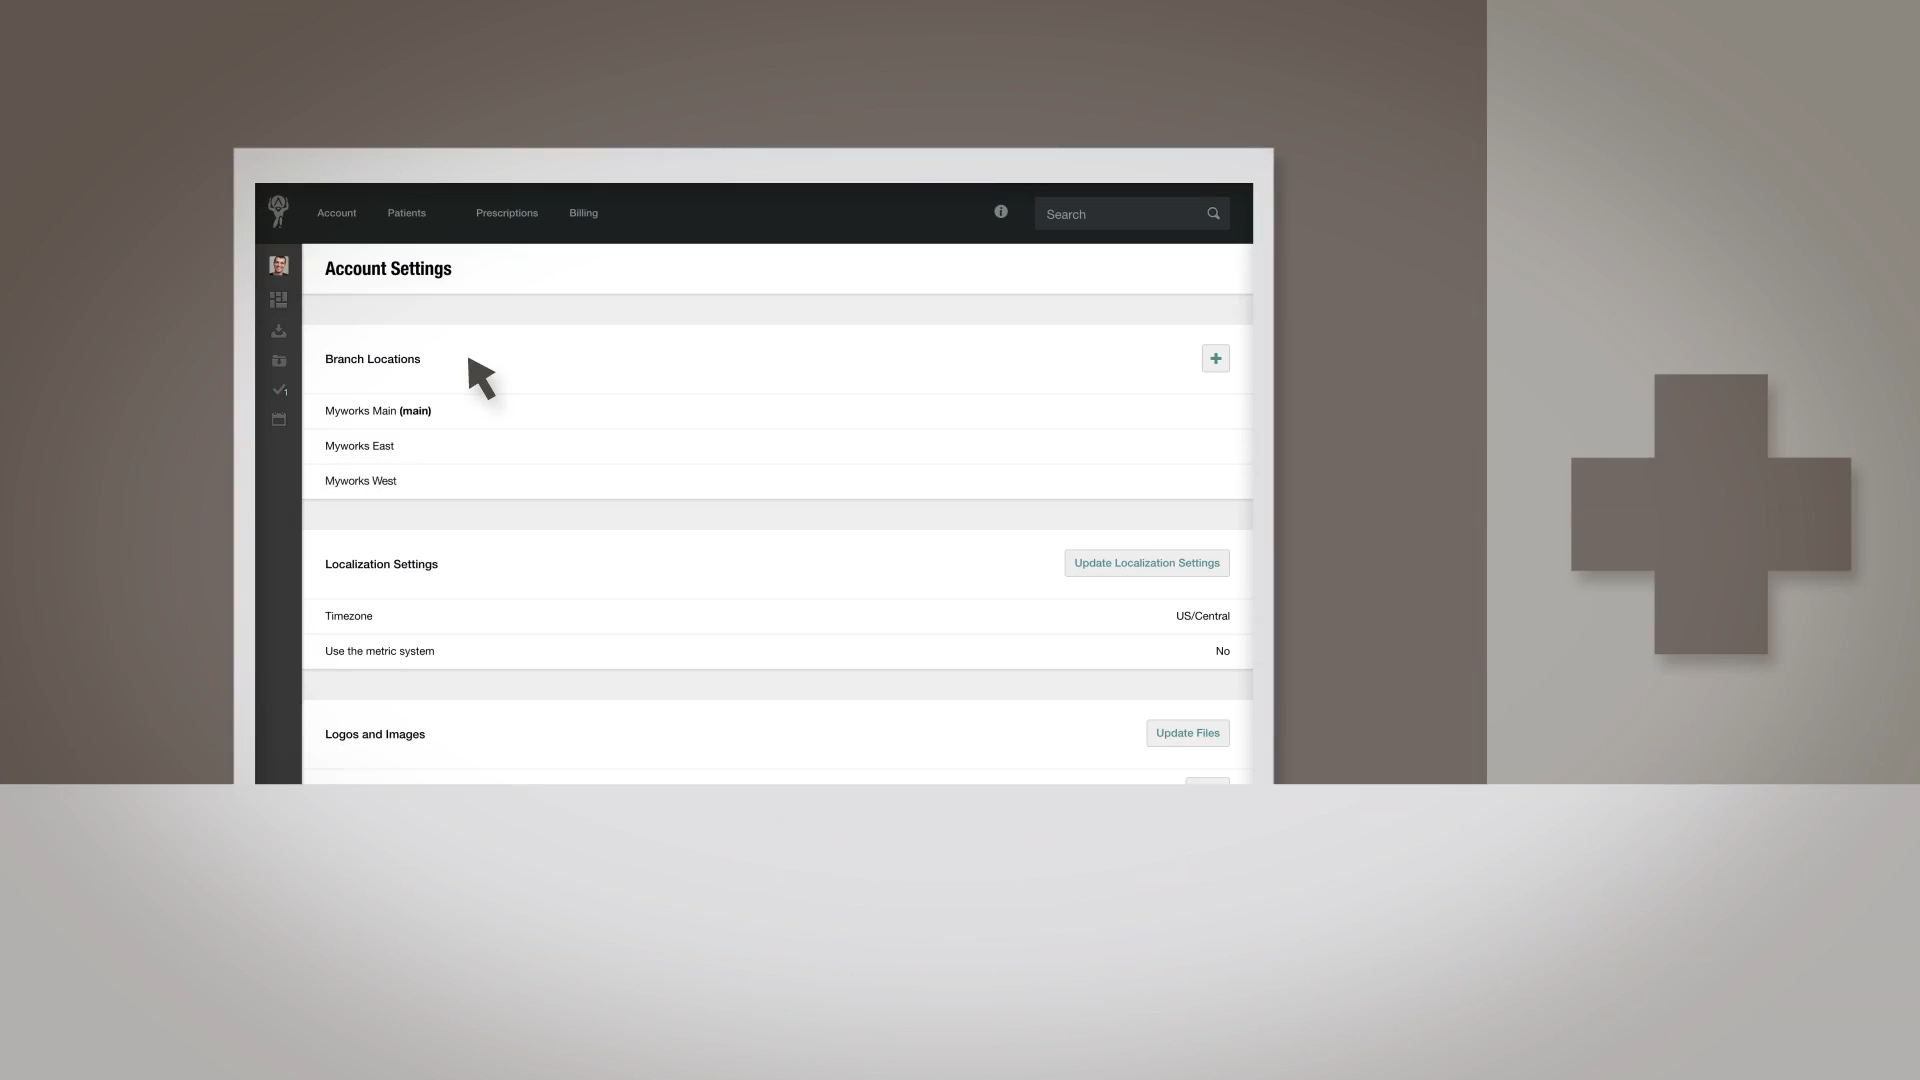 Account Patients Prescriptions Billing Search
Account Settings
1
Branch Locations
Myworks Main (main)
Myworks East
Myworks West
Localization Settings Update Localization Settings
Timezone US/Central
Use the metric system No
Logos and Images Update Files